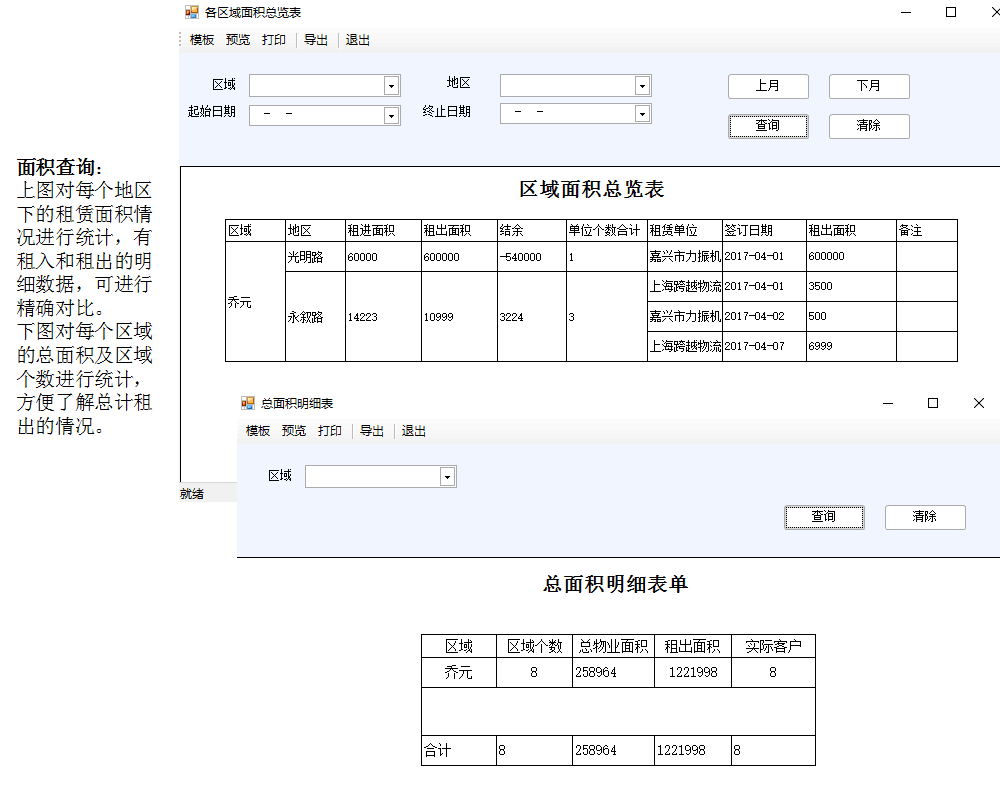 各区域面积总览表
模板 预览 打印 导出 退出
区域 地区 上月 下月
起始日期 - - 终止日期 - - 查询 清除
面积查询:
上图对每个地区
下的租赁面积情
况进行统计，有
租入和租出的明
细数据，可进行
精确对比。
下图对每个区域
的总面积及区域
个数进行统计，
方便了解总计租
出的情况。
区域面积总览表
区域 地区 租进面积 租出面积 结余 单位个数合计 租赁单位 签订日期 租出面积 备注
乔元 光明路 60000 600000 -540000 1 嘉兴市力振机 2017-04-01 600000
永叙路 14223 10999 3224 3 上海跨越物流 2017-04-01 3500
嘉兴市力振机 2017-04-02 500
上海跨越物流 2017-04-07 6999
就绪
总面积明细表
模板 预览 打印 导出 退出
区域
查询 清除
总面积明细表单
区域 区域个数 总物业面积 租出面积 实际客户
乔元 8 258964 1221998 8
合计 8 258964 1221998 8